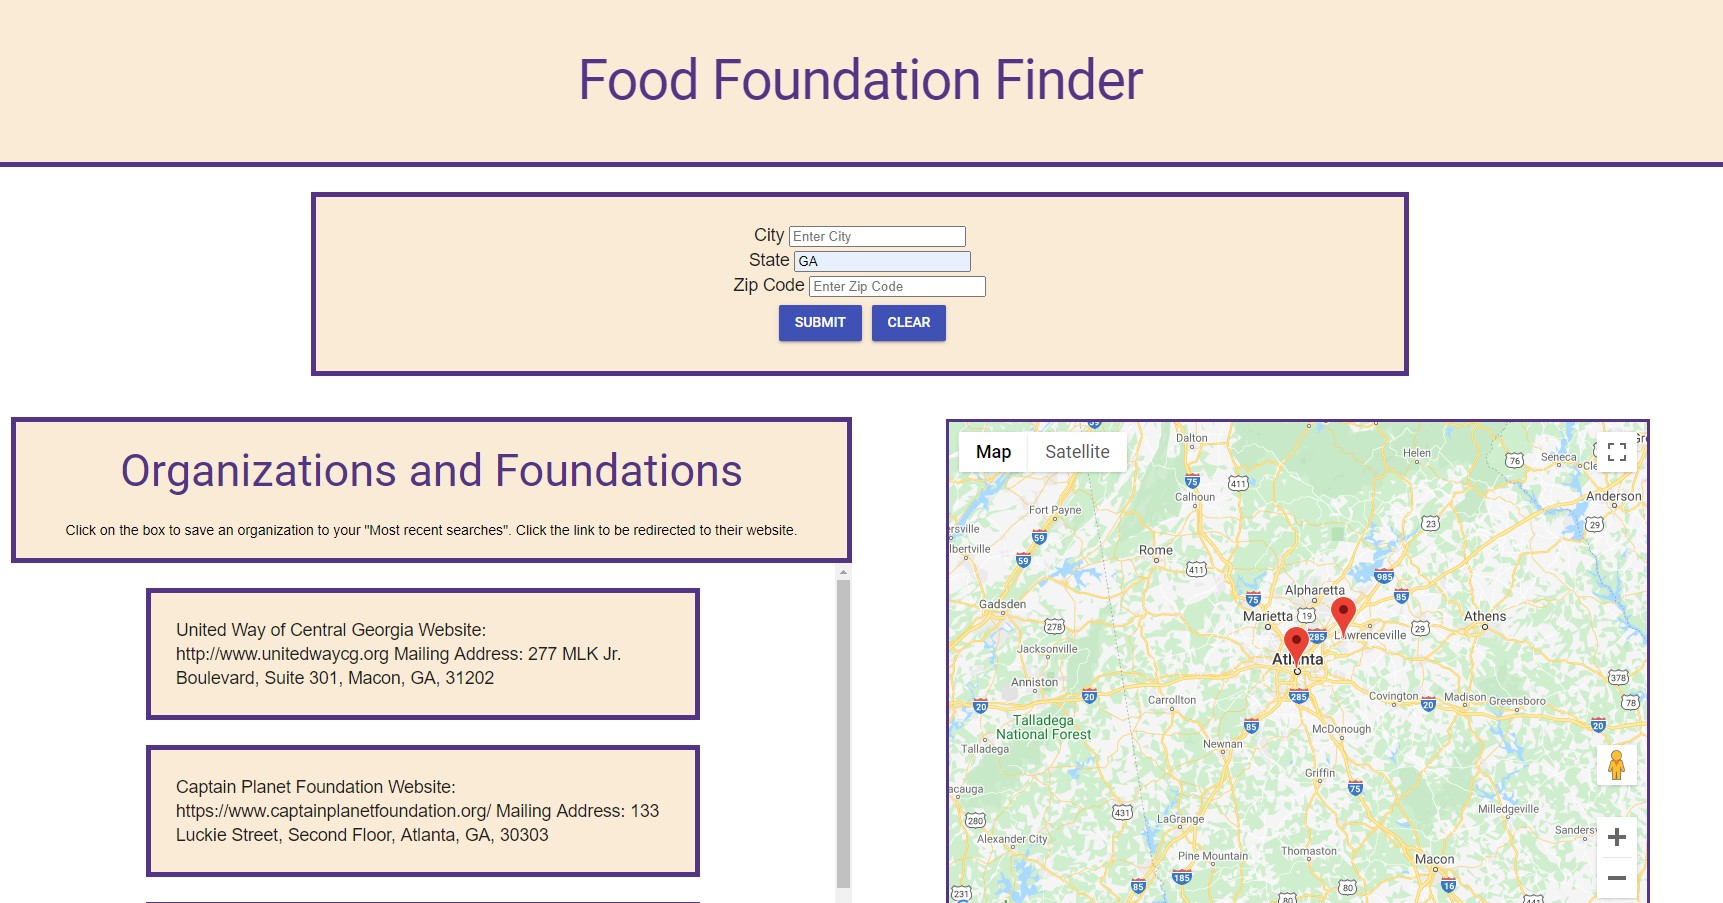 Food Foundation Finder
City Enter City
State GA
Zip Code Enter Zip Code
SUBMIT CLEAR
Organizations and Foundations
Click on the box to save an organization to your "Most recent searches". Click the link to be redirected to their website.
United Way of Central Georgia Website:
http://www.unitedwaycg.org Mailing Address: 277 MLK Jr.
Boulevard, Suite 301, Macon, GA, 31202
Captain Planet Foundation Website:
https://www.captainplanetfoundation.org/ Mailing Address: 133
Luckie Street, Second Floor, Atlanta, GA, 30303
Map Satellite
Dalton
Helen
76
Seneca
75
411
Calhoun
Anderson
Fort Payne
23
29
59
Rome
59
411
985
Alpharetta
75
85
Gadsden
Marietta
19
Athens
278
285
Lawrenceville
29
Jacksonville
Atlanta
378
Anniston
20
20
Carrollton
285
Covington
20
Madison
Greensboro
78
Talladega
National Forest
85
McDonough
20
Talladega
Newnan
Griffin
75
431
Milledgeville
280
LaGrange
Alexander City
Thomaston
Pine Mountain
Macon
185
85
80
16
231
80
441